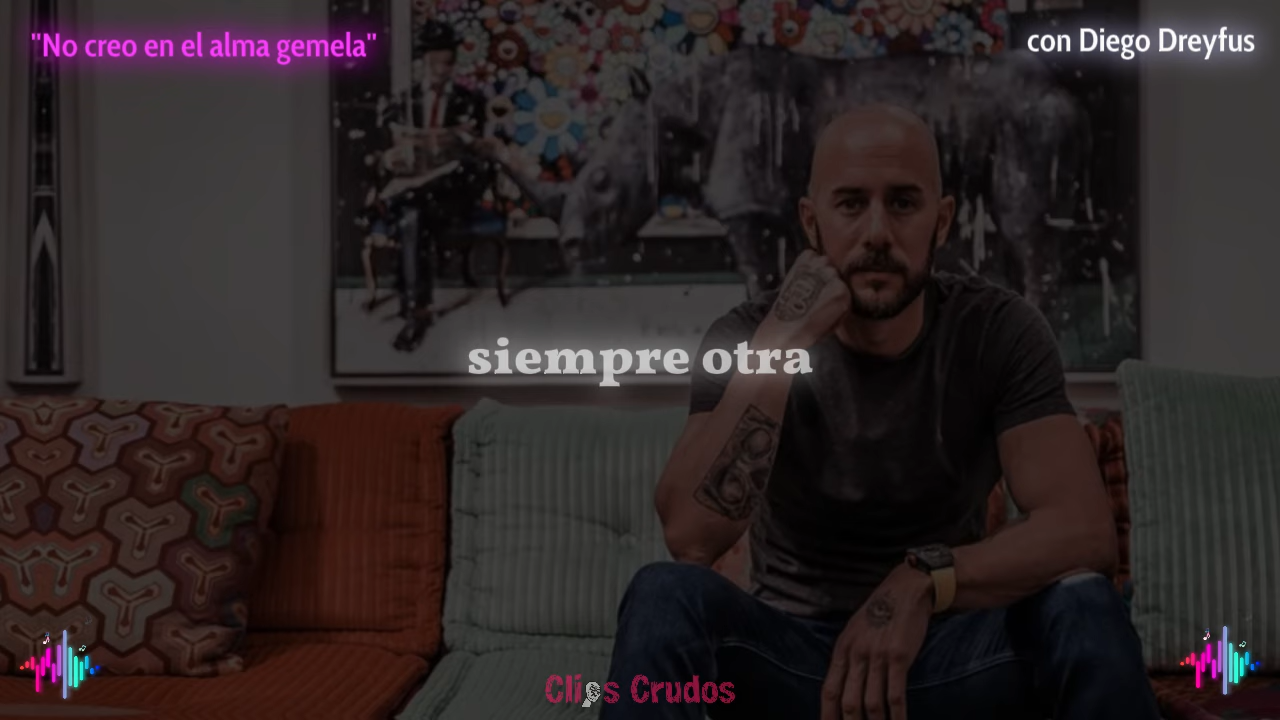 "No creo en el alma gemela"
con Diego Dreyfus
siempre otra
Clips Crudos